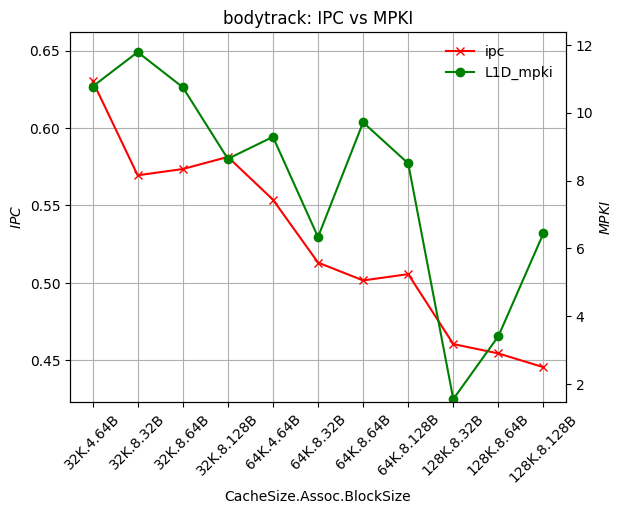 bodytrack: IPC vs MPKI
ipc
L1D_mpki
IPC
0.65
0.60
0.55
0.50
0.45
MPKI
12
10
8
6
4
2
32K.4.64B
32K.8.32B
32K.8.64B
32K.8.128B
64K.4.64B
64K.8.32B
64K.8.64B
64K.8.128B
128K.8.32B
128K.8.64B
128K.8.128B
CacheSize.Assoc.BlockSize